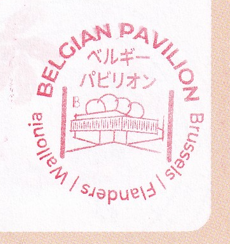 BELGIAN PAVILION
ベルギー
パビリオン
B
Brussels | Flanders | Wallonia